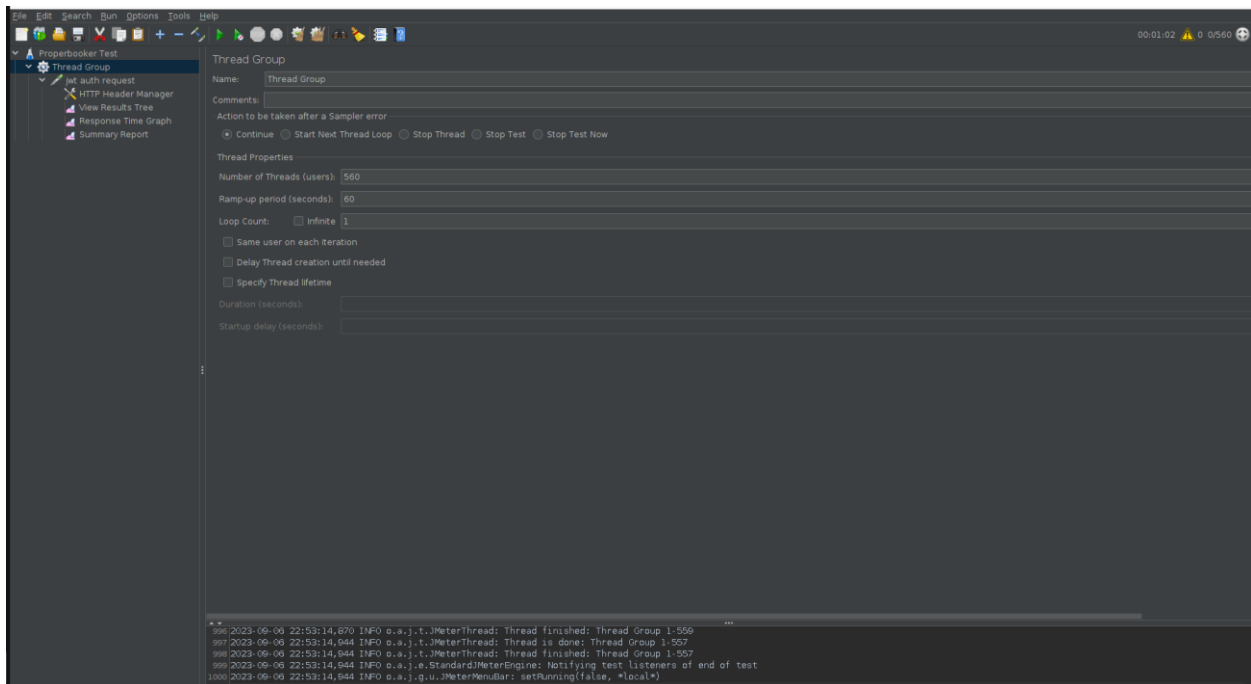 File Edit Search Run Options Tools Help
00:01:02 0 0/560
Properbooker Test
Thread Group
jwt auth request
HTTP Header Manager
View Results Tree
Response Time Graph
Summary Report
Thread Group
Name: Thread Group
Comments:
Action to be taken after a Sampler error
Continue Start Next Thread Loop Stop Thread Stop Test Stop Test Now
Thread Properties
Number of Threads (users): 560
Ramp-up period (seconds): 60
Loop Count: Infinite 1
Same user on each iteration
Delay Thread creation until needed
Specify Thread lifetime
Duration (seconds):
Startup delay (seconds):
996 2023-09-06 22:53:14,870 INFO o.a.j.t.JMeterThread: Thread finished: Thread Group 1-559
997 2023-09-06 22:53:14,944 INFO o.a.j.t.JMeterThread: Thread is done: Thread Group 1-557
998 2023-09-06 22:53:14,944 INFO o.a.j.t.JMeterThread: Thread finished: Thread Group 1-557
999 2023-09-06 22:53:14,944 INFO o.a.j.e.StandardJMeterEngine: Notifying test listeners of end of test
1000 2023-09-06 22:53:14,944 INFO o.a.j.g.u.JMeterMenuBar: setRunning(false, *local*)